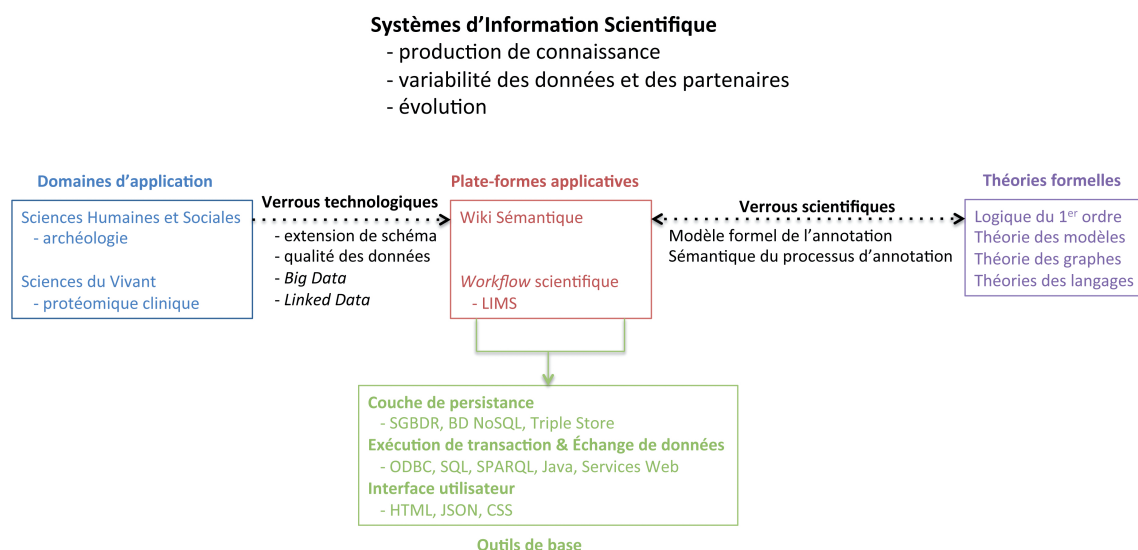 Systèmes d'Information Scientifique
- production de connaissance
- variabilité des données et des partenaires
- évolution
Domaines d'application
Sciences Humaines et Sociales
- archéologie
Sciences du Vivant
- protéomique clinique
Verrous technologiques
- extension de schéma
- qualité des données
- Big Data
- Linked Data
Plate-formes applicatives
Wiki Sémantique
Workflow scientifique
- LIMS
Verrous scientifiques
Modèle formel de l'annotation
Sémantique du processus d'annotation
Théories formelles
Logique du 1er ordre
Théorie des modèles
Théorie des graphes
Théories des langages
Couche de persistance
- SGBDR, BD NoSQL, Triple Store
Exécution de transaction & Échange de données
- ODBC, SQL, SPARQL, Java, Services Web
Interface utilisateur
- HTML, JSON, CSS
Outils de base